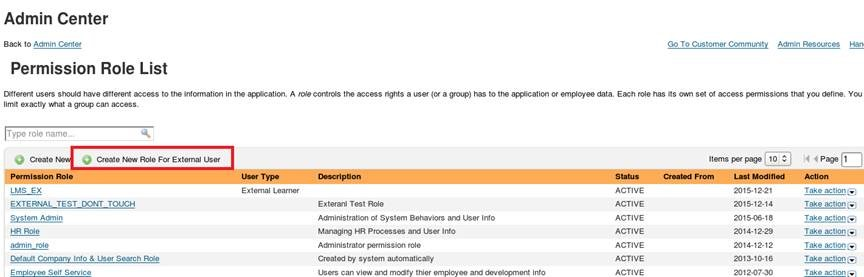 Admin Center
Back to Admin Center Go To Customer Community Admin Resources Han
Permission Role List
Different users should have different access to the information in the application. A role controls the access rights a user (or a group) has to the application or employee data. Each role has its own set of access permissions that you define. You
limit exactly what a group can access.
Type role name...
Create New Create New Role For External User Items per page 10 Page 1
Permission Role User Type Description Status Created From Last Modified Action
LMS_EX External Learner ACTIVE 2015-12-21 Take action
EXTERNAL_TEST_DONT_TOUCH Exteranl Test Role ACTIVE 2015-12-14 Take action
System Admin Administration of System Behaviors and User Info ACTIVE 2015-06-18 Take action
HR Role Managing HR Processes and User Info ACTIVE 2014-12-29 Take action
admin_role Administrator permission role ACTIVE 2014-12-12 Take action
Default Company Info & User Search Role Created by system automatically ACTIVE 2013-10-16 Take action
Employee Self Service Users can view and modify thier employee and development info ACTIVE 2012-07-30 Take action